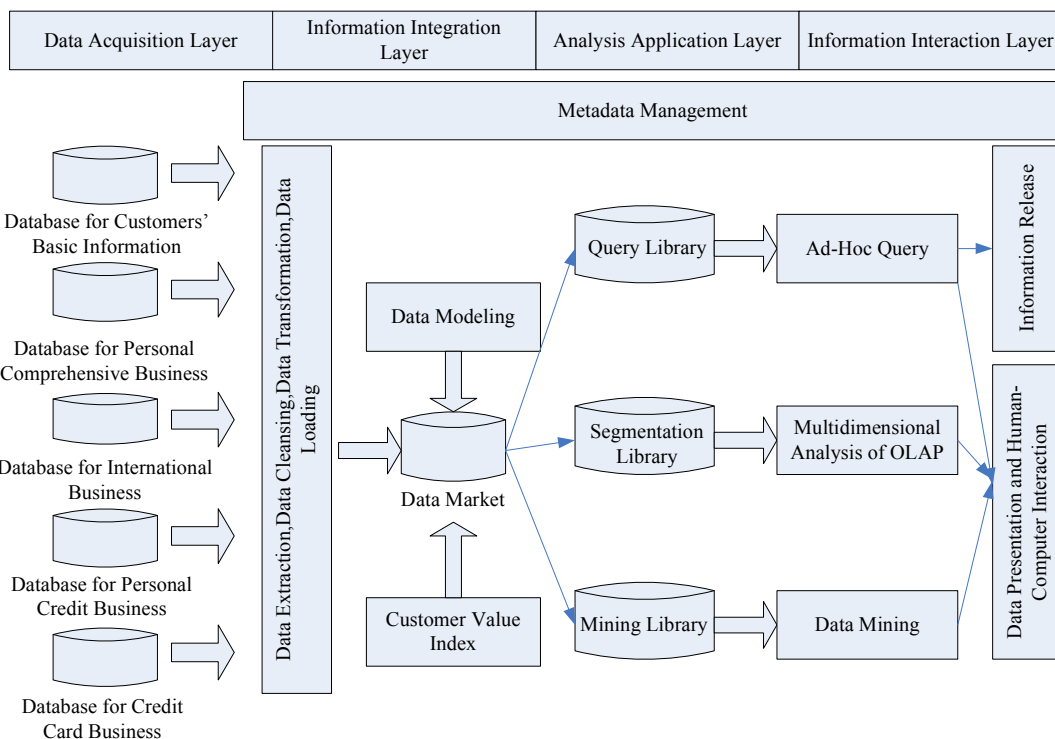 Data Acquisition Layer
Information Integration
Layer
Analysis Application Layer
Information Interaction Layer
Metadata Management
Database for Customers’
Basic Information
Database for Personal
Comprehensive Business
Database for International
Business
Database for Personal
Credit Business
Database for Credit
Card Business
Data Extraction,Data Cleansing,Data Transformation,Data
Loading
Data Modeling
Data Market
Customer Value
Index
Query Library
Segmentation
Library
Mining Library
Ad-Hoc Query
Multidimensional
Analysis of OLAP
Data Mining
Information Release
Data Presentation and Human-
Computer Interaction